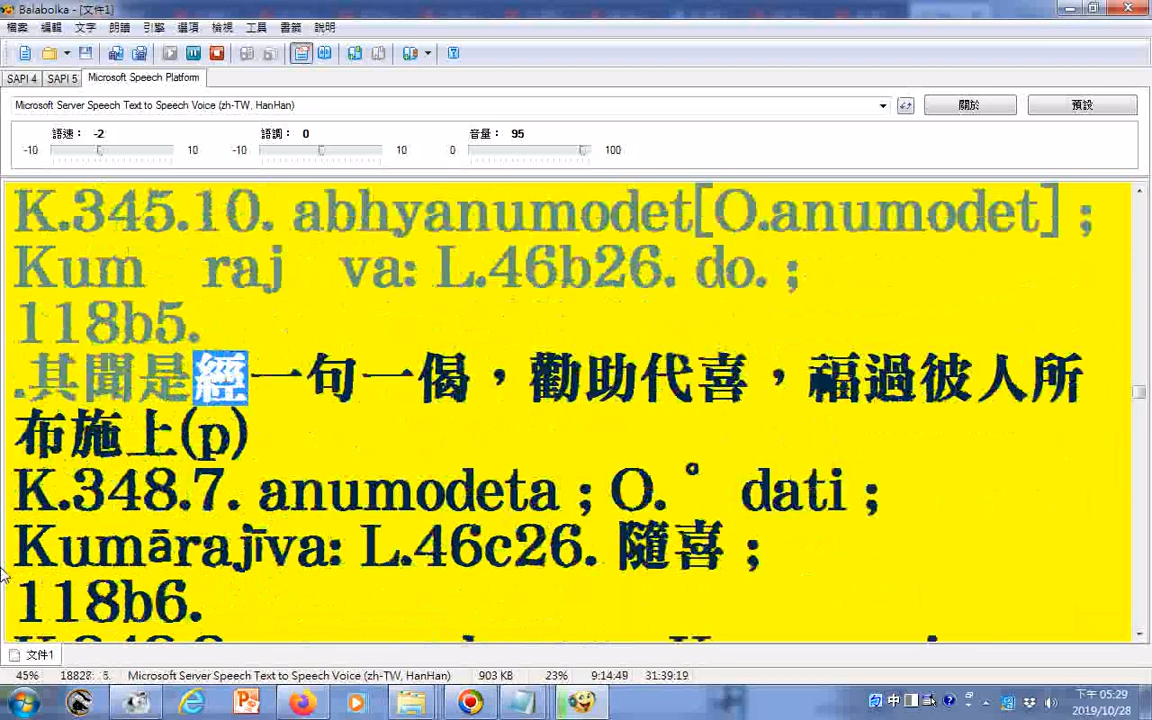 Balabolka - [文件1]
檔案 編輯 文字 朗讀 引擎 選項 檢視 工具 書籤 說明
SAPI 4 SAPI 5 Microsoft Speech Platform
Microsoft Server Speech Text to Speech Voice (zh-TW, HanHan) 關於 預設
語速： -2 語調： 0 音量： 95
-10 10 -10 10 0 100
K.345.10. abhyanumodet[O.anumodet] ;
Kum raj va: L.46b26. do. ;
118b5.
.其聞是經一句一偈，勸助代喜，福過彼人所
布施上(p)
K.348.7. anumodeta ; O. ° dati ;
Kumārajīva: L.46c26. 隨喜 ;
118b6.
文件1
45% Microsoft Server Speech Text to Speech Voice (zh-TW, HanHan) 903 KB 23% 9:14:49 31:39:19
中
下午 05:29
2019/10/28